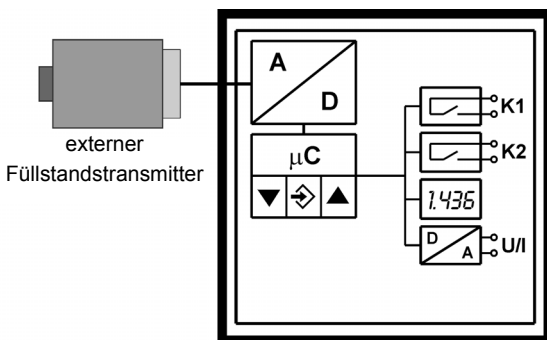 externer
Füllstandstransmitter
A
D
µC
K1
K2
1.436
D
A
U/I